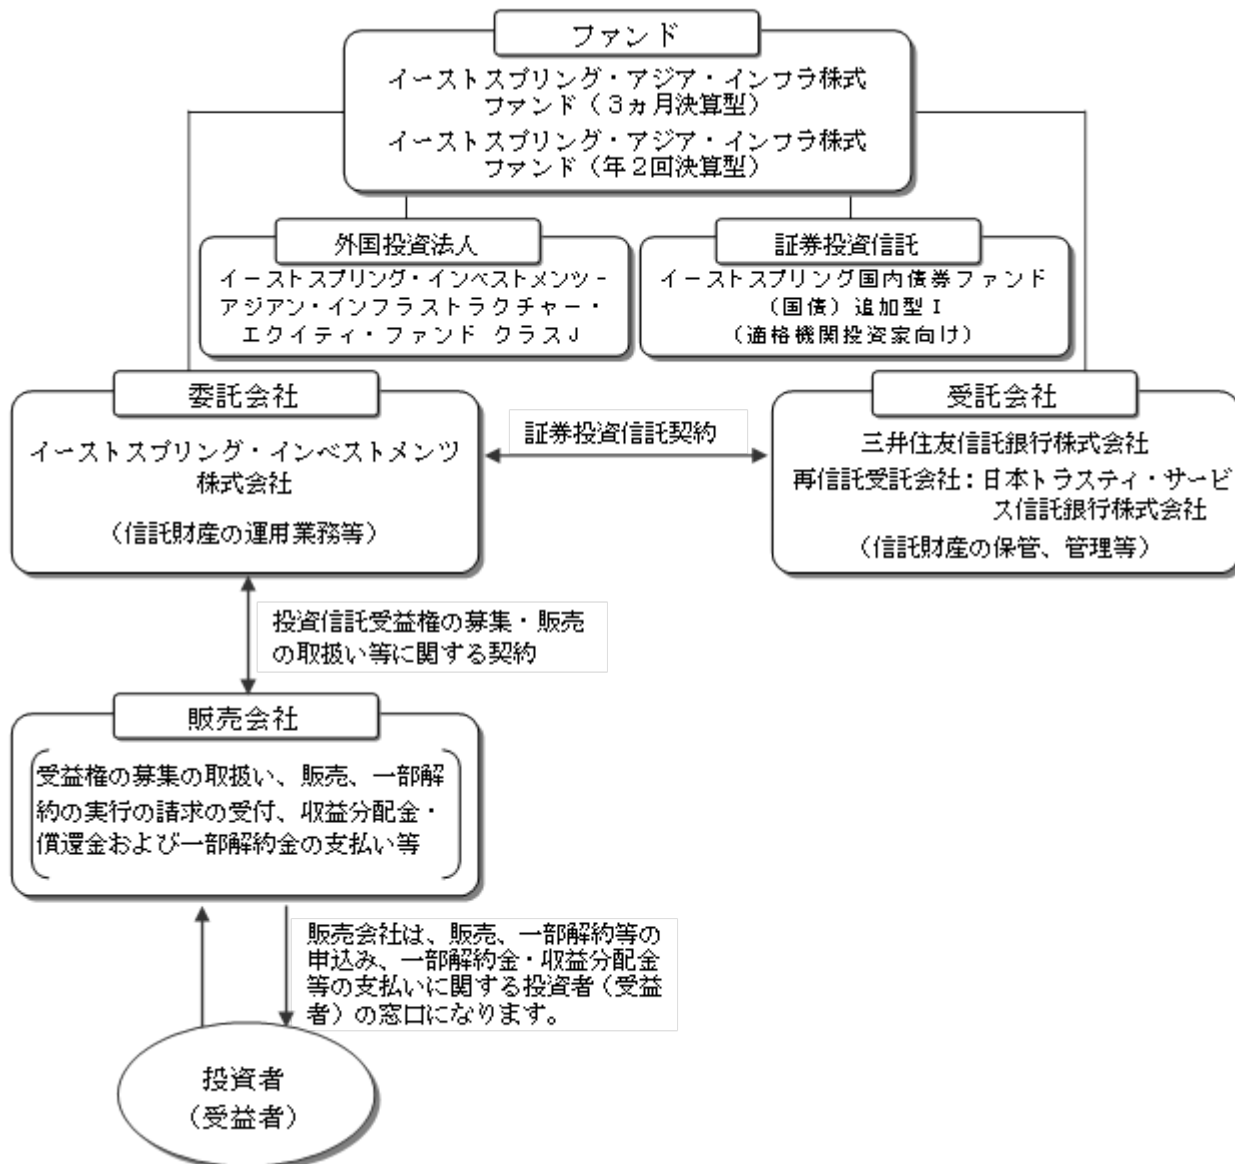 ファンド
イーストスプリング・アジア・インフラ株式
ファンド（３ヵ月決算型）
イーストスプリング・アジア・インフラ株式
ファンド（年２回決算型）
外国投資法人
イーストスプリング・インベストメンツ－
アジアン・インフラストラクチャー・
エクイティ・ファンド クラスＪ
証券投資信託
イーストスプリング国内債券ファンド
（国債）追加型Ｉ
（適格機関投資家向け）
委託会社
イーストスプリング・インベストメンツ
株式会社
（信託財産の運用業務等）
証券投資信託契約
受託会社
三井住友信託銀行株式会社
再信託受託会社：日本トラスティ・サービ
ス信託銀行株式会社
（信託財産の保管、管理等）
投資信託受益権の募集・販売
の取扱い等に関する契約
販売会社
受益権の募集の取扱い、販売、一部解
約の実行の請求の受付、収益分配金・
償還金および一部解約金の支払い等
販売会社は、販売、一部解約等の
申込み、一部解約金・収益分配金
等の支払いに関する投資者（受益
者）の窓口になります。
投資者
（受益者）